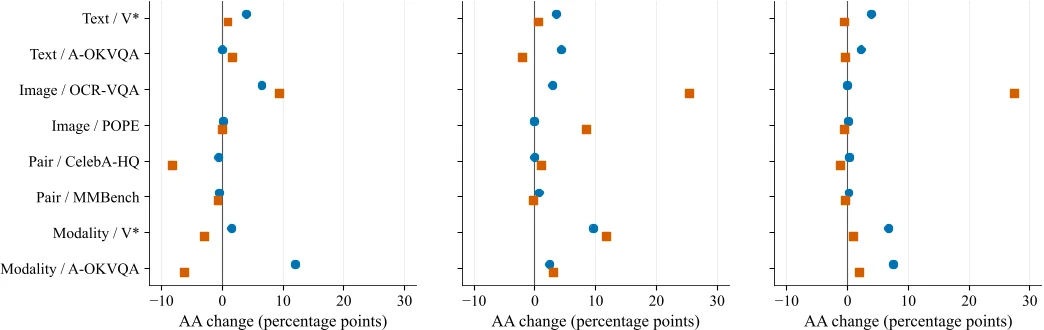 Text / V*
Text / A-OKVQA
Image / OCR-VQA
Image / POPE
Pair / CelebA-HQ
Pair / MMBench
Modality / V*
Modality / A-OKVQA
−10 0 10 20 30
AA change (percentage points)
−10 0 10 20 30
AA change (percentage points)
−10 0 10 20 30
AA change (percentage points)